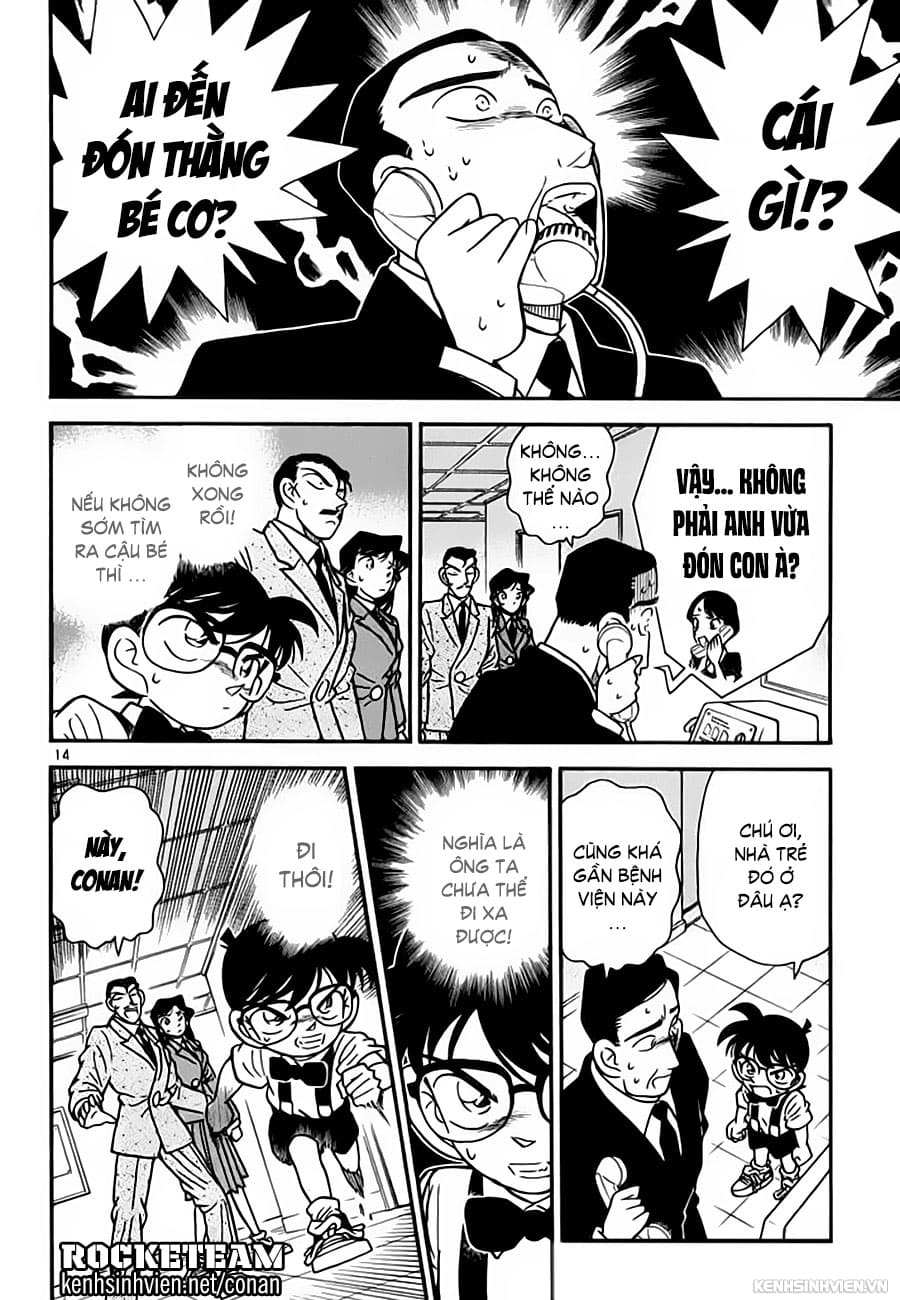 CÁI
GÌ!?
AI ĐẾN
ĐÓN THẰNG
BÉ CƠ?
VẬY... KHÔNG
PHẢI ANH VỪA
ĐÓN CON À?
KHÔNG...
KHÔNG
THỂ NÀO
...
KHÔNG
XONG
RỒI!
NẾU KHÔNG
SỚM TÌM
RA CẬU BÉ
THÌ ...
14
CHÚ ƠI,
NHÀ TRẺ
ĐÓ Ở
ĐÂU Ạ?
CŨNG KHÁ
GẦN BỆNH
VIỆN NÀY
...
NGHĨA LÀ
ÔNG TA
CHƯA THỂ
ĐI XA
ĐƯỢC!
ĐI
THÔI!
NÀY,
CONAN!
ROCKETEAM
kenhsinhvien.net/conan
KENHSINHVIEN.VN